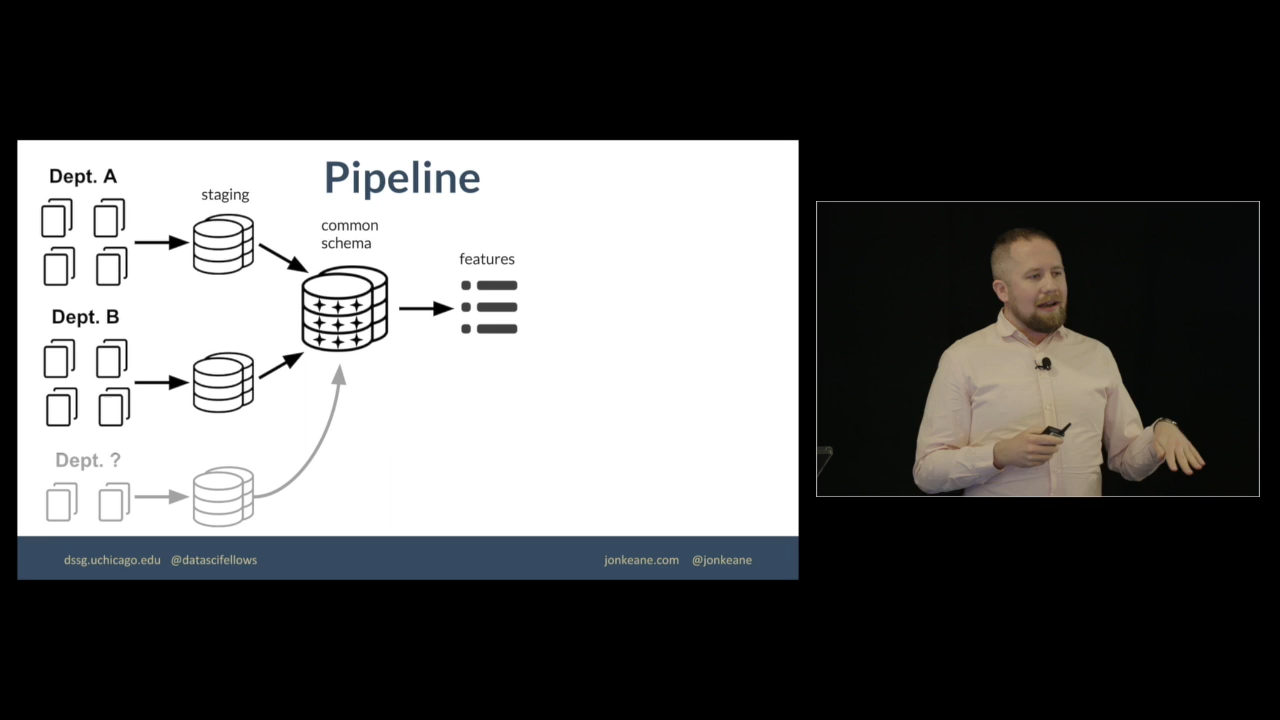 Pipeline
Dept. A
staging
common
schema
features
Dept. B
Dept. ?
dssg.uchicago.edu @datascifellows
jonkeane.com @jonkeane